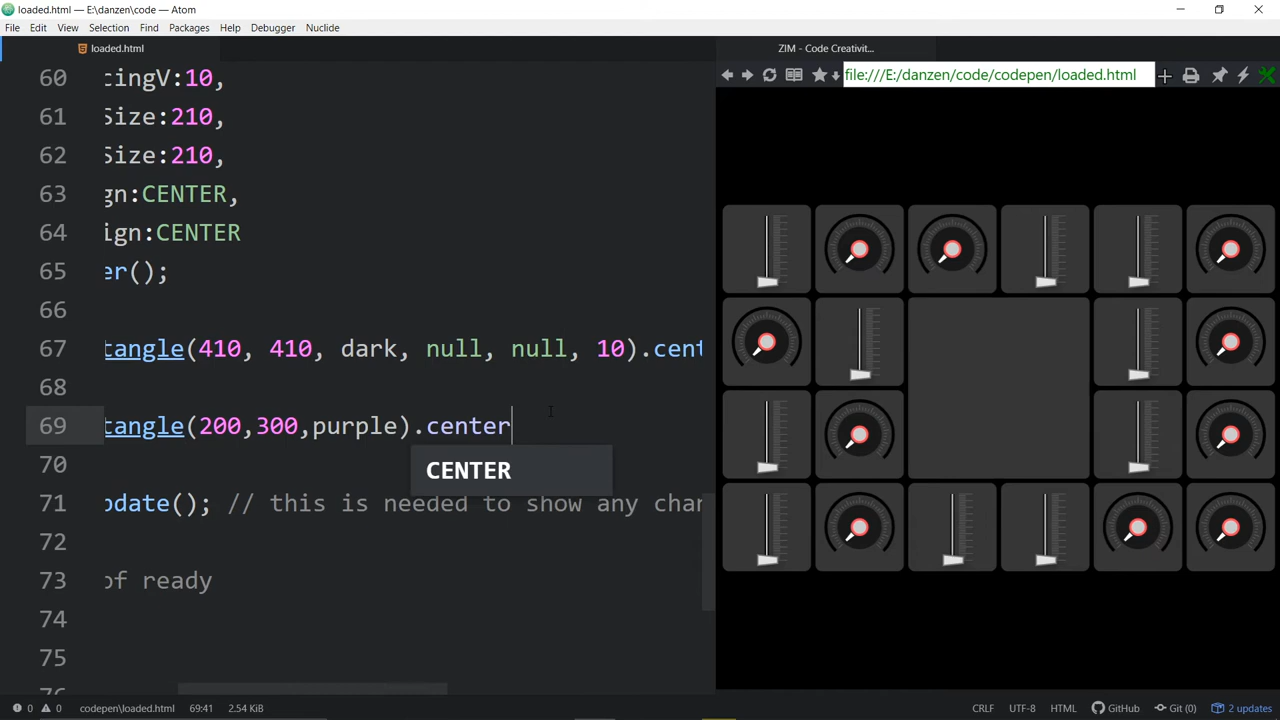 loaded.html — E:\danzen\code — Atom
File Edit View Selection Find Packages Help Debugger Nuclide
loaded.html
ZIM - Code Creativit...
file:///E:/danzen/code/codepen/loaded.html
60 cingV:10,
61 Size:210,
62 Size:210,
63 gn:CENTER,
64 ign:CENTER
65 er();
66
67 tangle(410, 410, dark, null, null, 10).cent
68
69 tangle(200,300,purple).center
CENTER
70
71 pdate(); // this is needed to show any char
72
73 of ready
74
75
0 0 codepen\loaded.html 69:41 2.54 KiB CRLF UTF-8 HTML GitHub Git (0) 2 updates